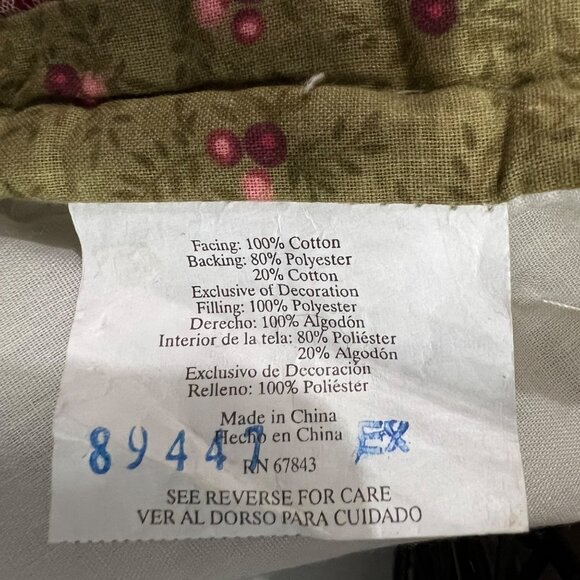 Facing: 100% Cotton
Backing: 80% Polyester
20% Cotton
Exclusive of Decoration
Filling: 100% Polyester
Derecho: 100% Algodón
Interior de la tela: 80% Poliéster
20% Algodón
Exclusivo de Decoración
Relleno: 100% Poliéster
Made in China
Hecho en China
89447 EX
RN 67843
SEE REVERSE FOR CARE
VER AL DORSO PARA CUIDADO